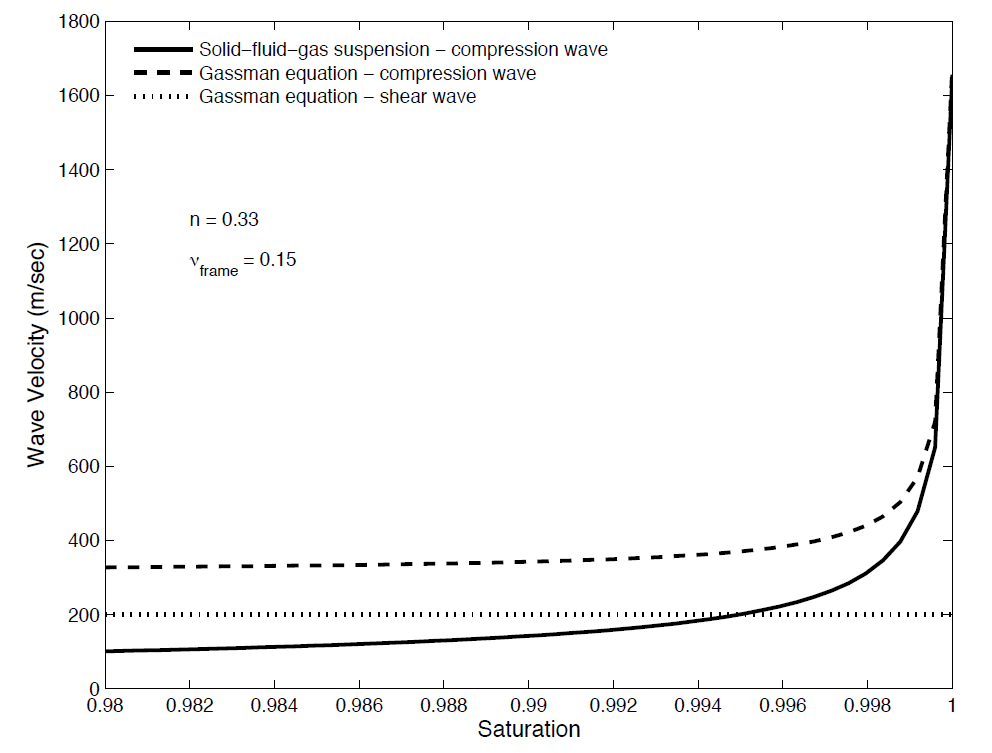 1800
1600
1400
1200
1000
800
600
400
200
0
Wave Velocity (m/sec)
Solid–fluid–gas suspension – compression wave
Gassman equation – compression wave
Gassman equation – shear wave
n = 0.33
νframe = 0.15
0.98 0.982 0.984 0.986 0.988 0.99 0.992 0.994 0.996 0.998 1
Saturation